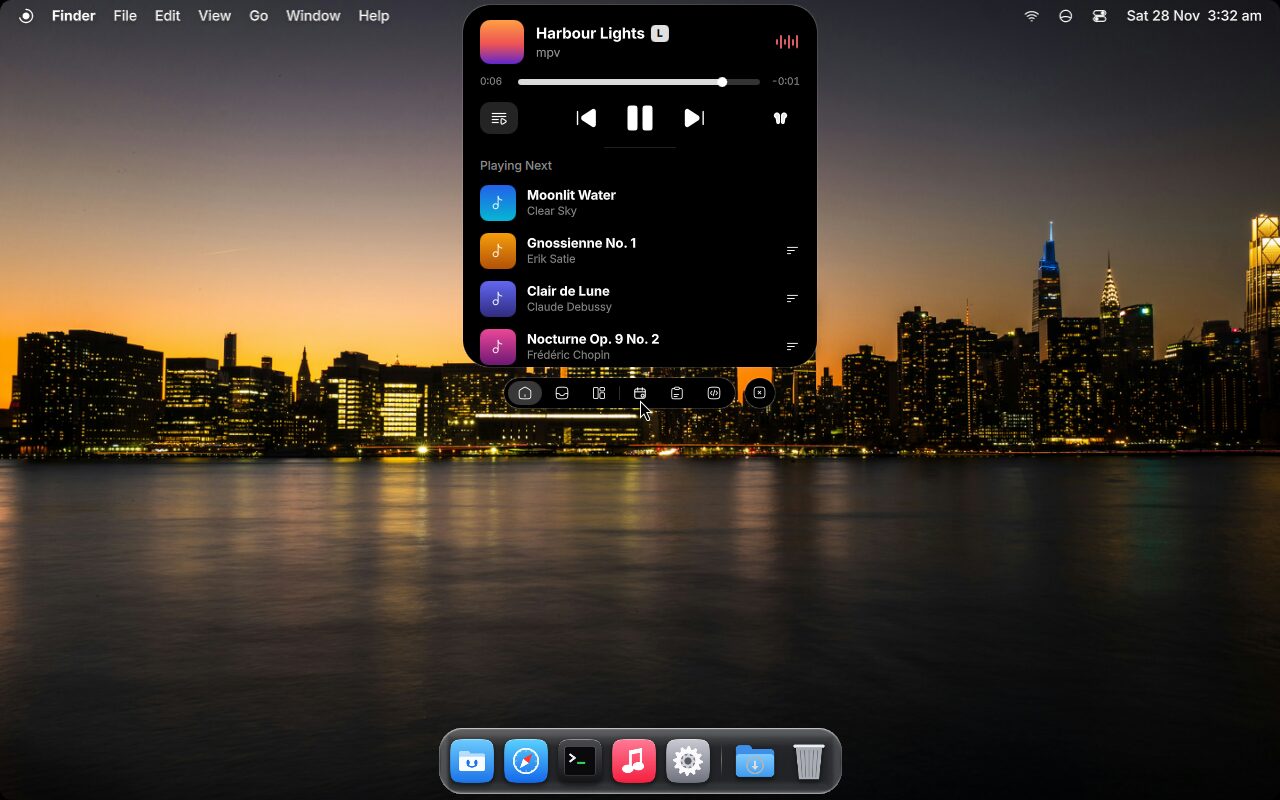 Finder File Edit View Go Window Help
Sat 28 Nov 3:32 am
Harbour Lights L
mpv
0:06
-0:01
Playing Next
Moonlit Water
Clear Sky
Gnossienne No. 1
Erik Satie
Clair de Lune
Claude Debussy
Nocturne Op. 9 No. 2
Frédéric Chopin